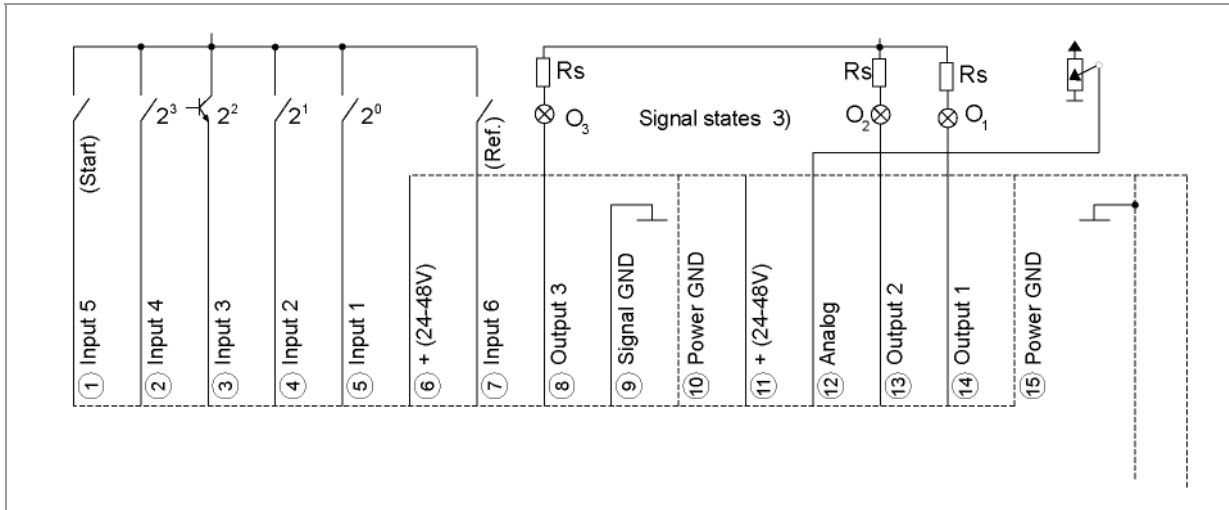 Rs
Rs
Rs
2³
2²
2¹
2⁰
O₃
Signal states 3)
O₂
O₁
(Start)
(Ref.)
1 Input 5
2 Input 4
3 Input 3
4 Input 2
5 Input 1
6 + (24-48V)
7 Input 6
8 Output 3
9 Signal GND
10 Power GND
11 + (24-48V)
12 Analog
13 Output 2
14 Output 1
15 Power GND